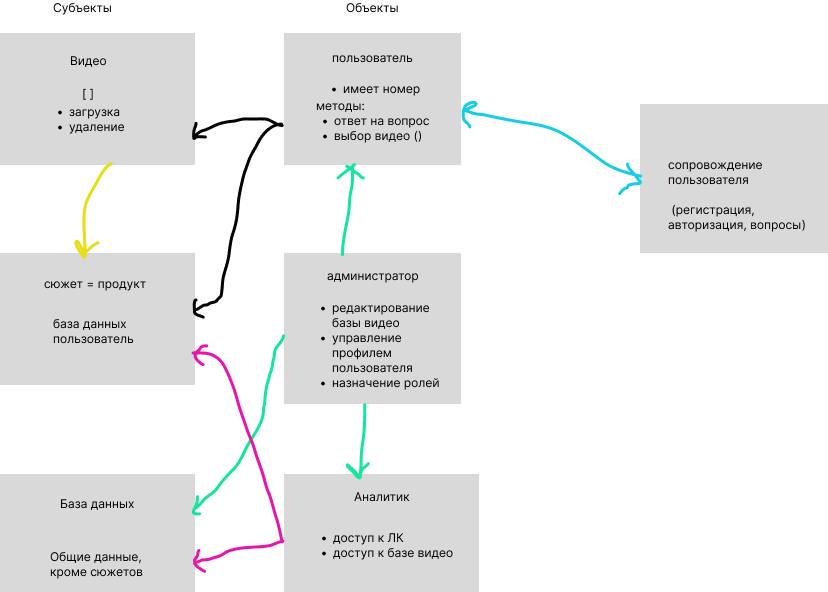 Субъекты
Объекты
Видео
[ ]
• загрузка
• удаление
пользователь
• имеет номер
методы:
• ответ на вопрос
• выбор видео ()
сопровождение
пользователя
(регистрация,
авторизация, вопросы)
сюжет = продукт
база данных
пользователь
администратор
• редактирование
базы видео
• управление
профилем
пользователя
• назначение ролей
База данных
Общие данные,
кроме сюжетов
Аналитик
• доступ к ЛК
• доступ к базе видео